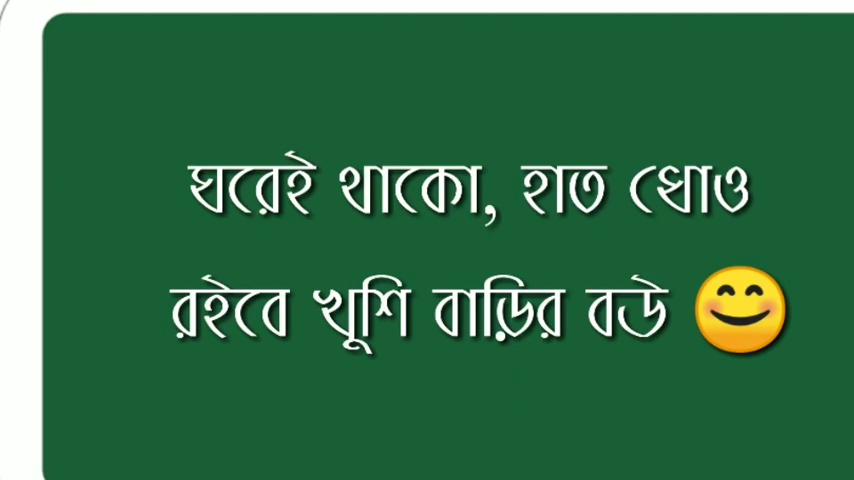 ঘরেই থাকো, হাত ধোও
রইবে খুশি বাড়ির বউ 😊